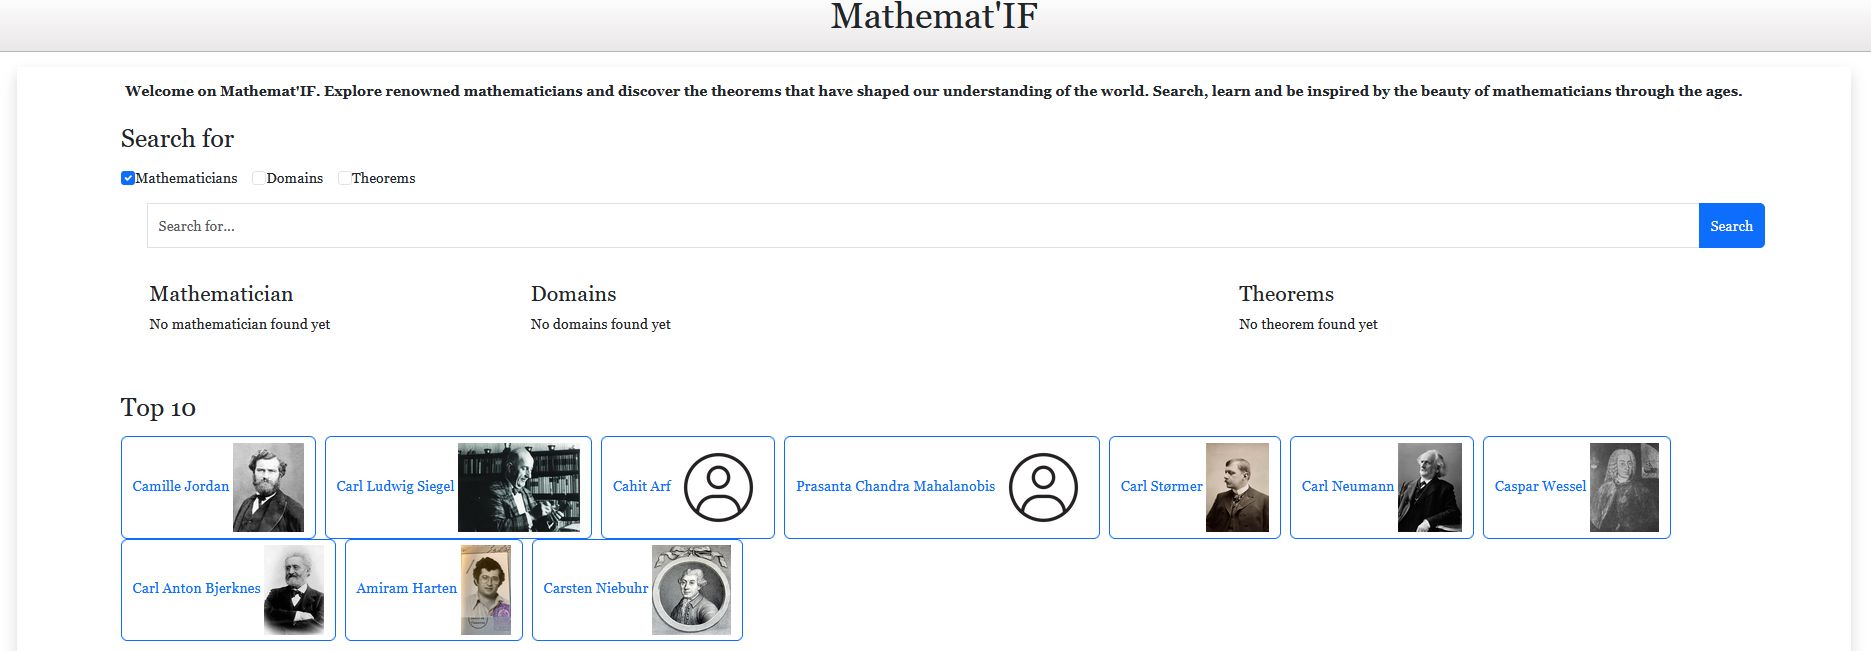 Mathemat'IF
Welcome on Mathemat'IF. Explore renowned mathematicians and discover the theorems that have shaped our understanding of the world. Search, learn and be inspired by the beauty of mathematicians through the ages.
Search for
Mathematicians Domains Theorems
Search for... Search
Mathematician Domains Theorems
No mathematician found yet No domains found yet No theorem found yet
Top 10
Camille Jordan Carl Ludwig Siegel Cahit Arf Prasanta Chandra Mahalanobis Carl Størmer Carl Neumann Caspar Wessel
Carl Anton Bjerknes Amiram Harten Carsten Niebuhr